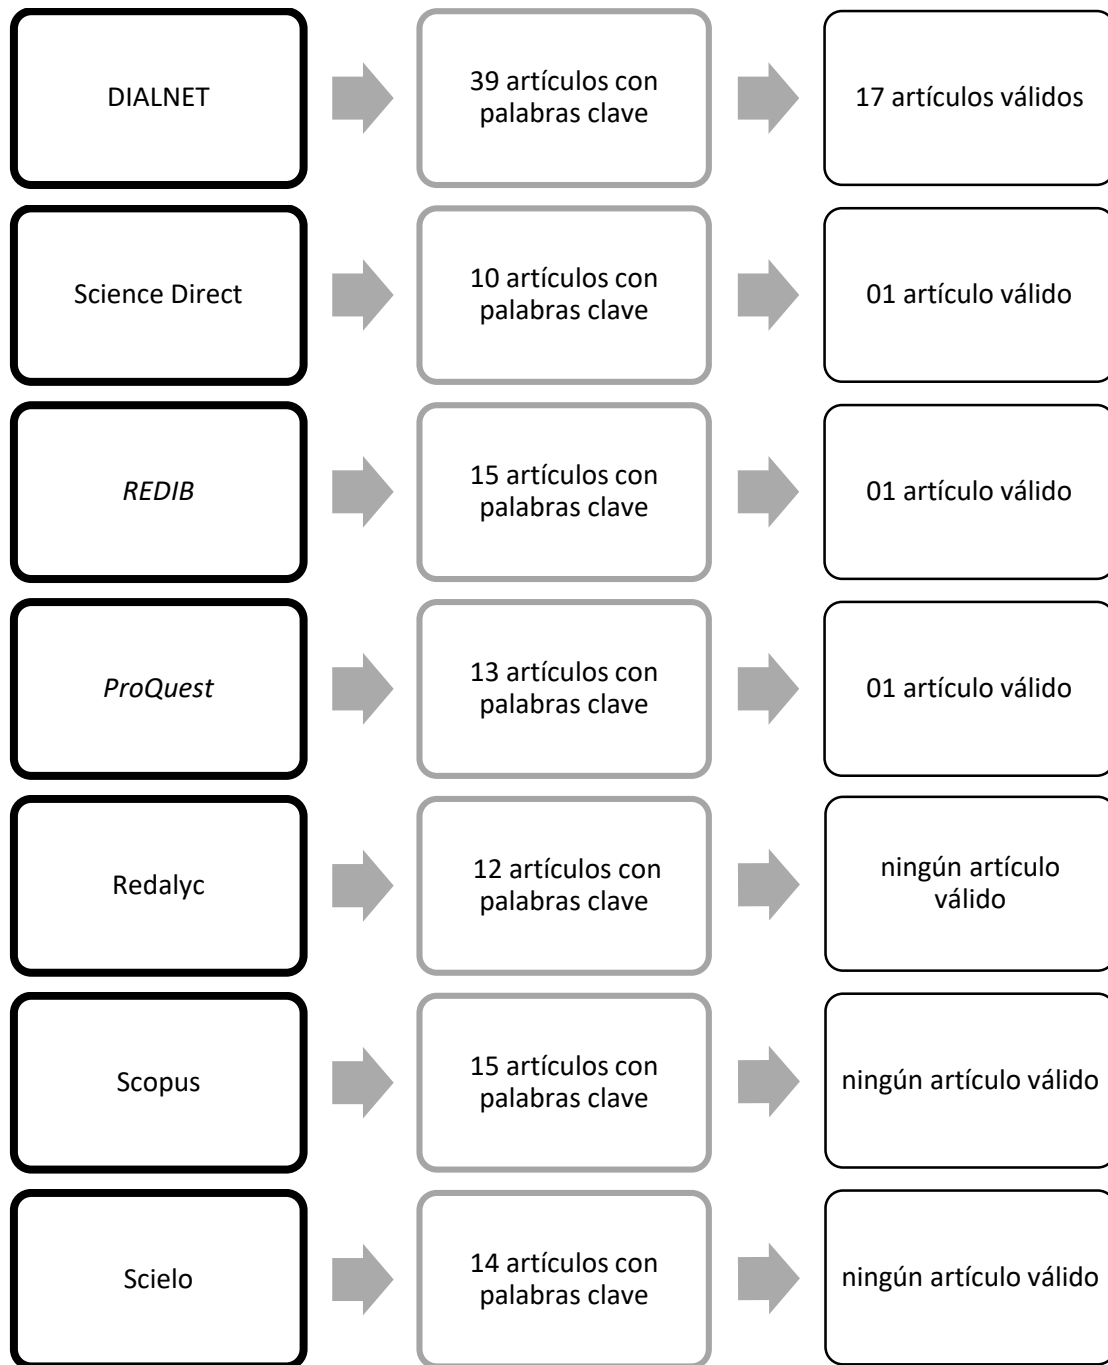 DIALNET
39 artículos con
palabras clave
17 artículos válidos
Science Direct
10 artículos con
palabras clave
01 artículo válido
REDIB
15 artículos con
palabras clave
01 artículo válido
ProQuest
13 artículos con
palabras clave
01 artículo válido
Redalyc
12 artículos con
palabras clave
ningún artículo
válido
Scopus
15 artículos con
palabras clave
ningún artículo válido
Scielo
14 artículos con
palabras clave
ningún artículo válido